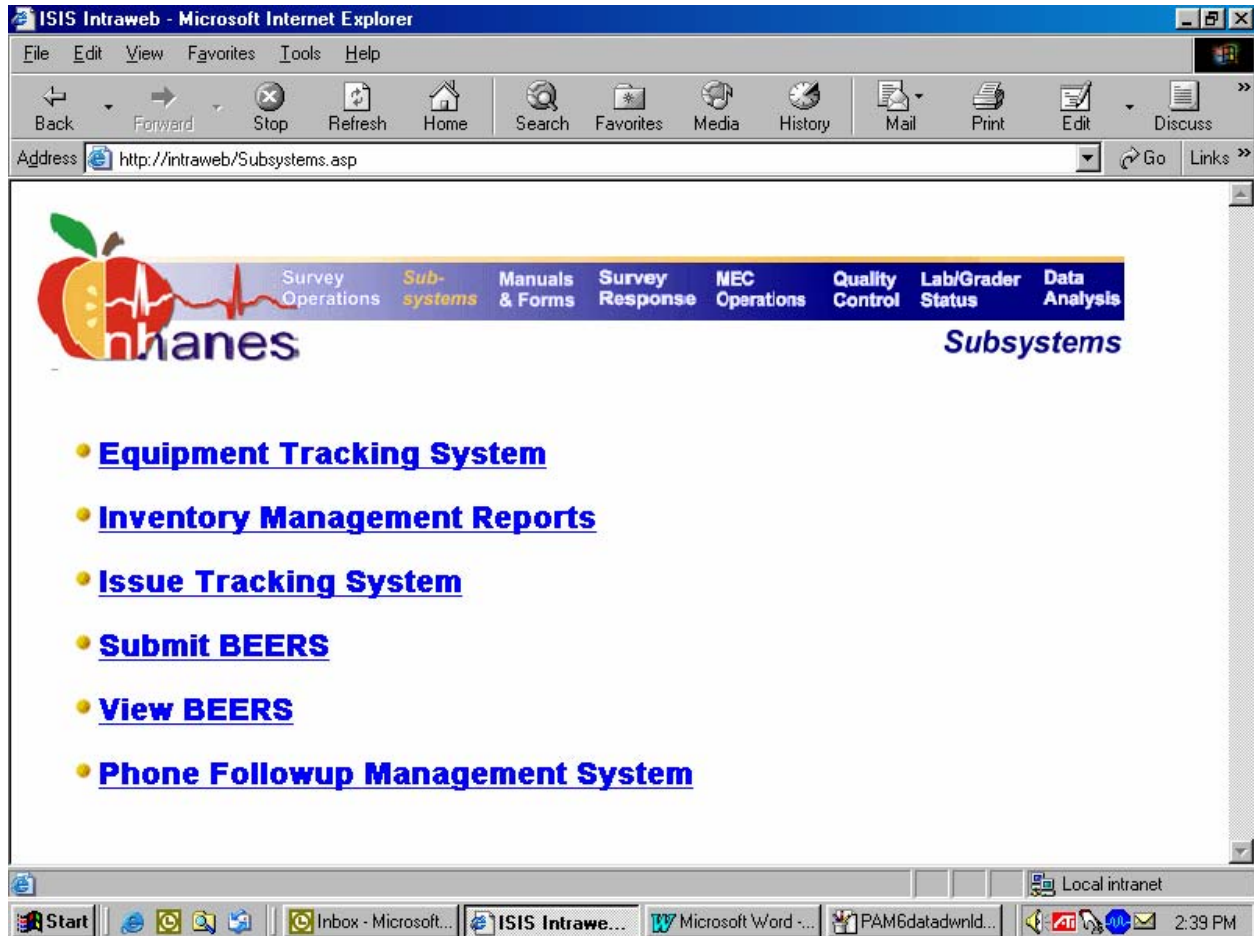 ISIS Intraweb - Microsoft Internet Explorer
File Edit View Favorites Tools Help
Back Forward Stop Refresh Home Search Favorites Media History Mail Print Edit Discuss »
Address http://intraweb/Subsystems.asp Go Links »
Survey Operations
Sub-systems
Manuals & Forms
Survey Response
MEC Operations
Quality Control
Lab/Grader Status
Data Analysis
nhanes
Subsystems
Equipment Tracking System
Inventory Management Reports
Issue Tracking System
Submit BEERS
View BEERS
Phone Followup Management System
Local intranet
Start Inbox - Microsoft... ISIS Intrawe... Microsoft Word -... PAM6datadwnld... ATI 2:39 PM